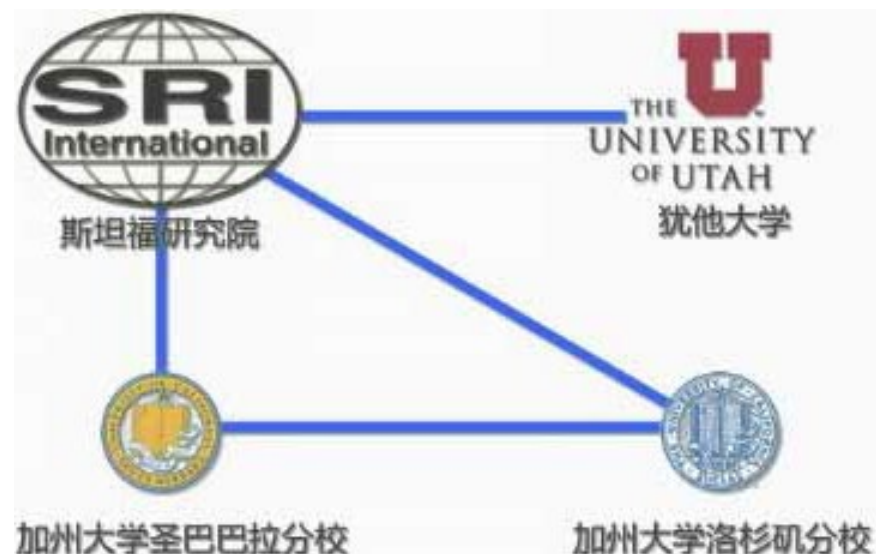 SRI
International
斯坦福研究院
U
THE
UNIVERSITY
OF UTAH
犹他大学
加州大学圣巴巴拉分校
加州大学洛杉矶分校